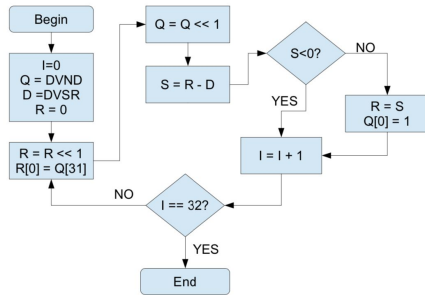 Begin
I=0
Q = DVND
D =DVSR
R = 0
R = R << 1
R[0] = Q[31]
Q = Q << 1
S = R - D
S<0?
NO
YES
R = S
Q[0] = 1
I = I + 1
I == 32?
NO
YES
End